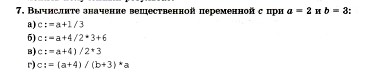 7. Вычислите значение вещественной переменной c при a = 2 и b = 3:
а) c:=a+1/3
б) c:=a+4/2*3+6
в) c:=a+4)/2*3
г) c:=(a+4)/(b+3)*a